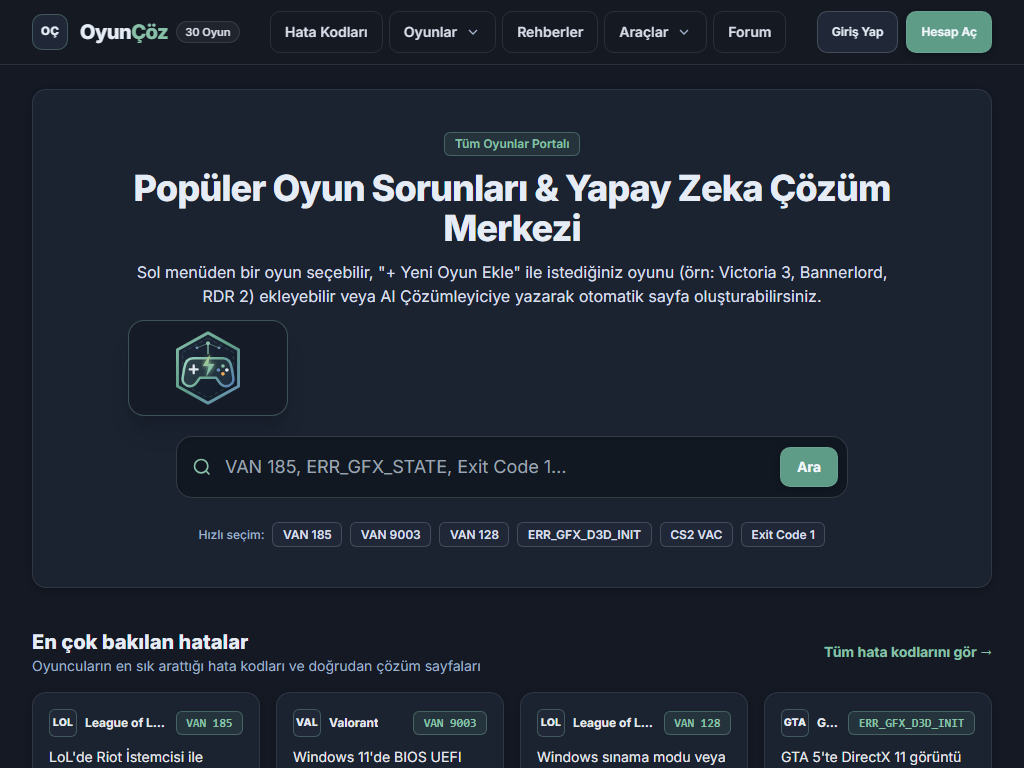 OÇ OyunÇöz 30 Oyun Hata Kodları Oyunlar Rehberler Araçlar Forum Giriş Yap Hesap Aç
Tüm Oyunlar Portalı
Popüler Oyun Sorunları & Yapay Zeka Çözüm
Merkezi
Sol menüden bir oyun seçebilir, "+ Yeni Oyun Ekle" ile istediğiniz oyunu (örn: Victoria 3, Bannerlord,
RDR 2) ekleyebilir veya AI Çözümleyiciye yazarak otomatik sayfa oluşturabilirsiniz.
VAN 185, ERR_GFX_STATE, Exit Code 1... Ara
Hızlı seçim: VAN 185 VAN 9003 VAN 128 ERR_GFX_D3D_INIT CS2 VAC Exit Code 1
En çok bakılan hatalar
Oyuncuların en sık arattığı hata kodları ve doğrudan çözüm sayfaları
Tüm hata kodlarını gör →
LOL League of L... VAN 185
LoL'de Riot İstemcisi ile
VAL Valorant VAN 9003
Windows 11'de BIOS UEFI
LOL League of L... VAN 128
Windows sınama modu veya
GTA G... ERR_GFX_D3D_INIT
GTA 5'te DirectX 11 görüntü